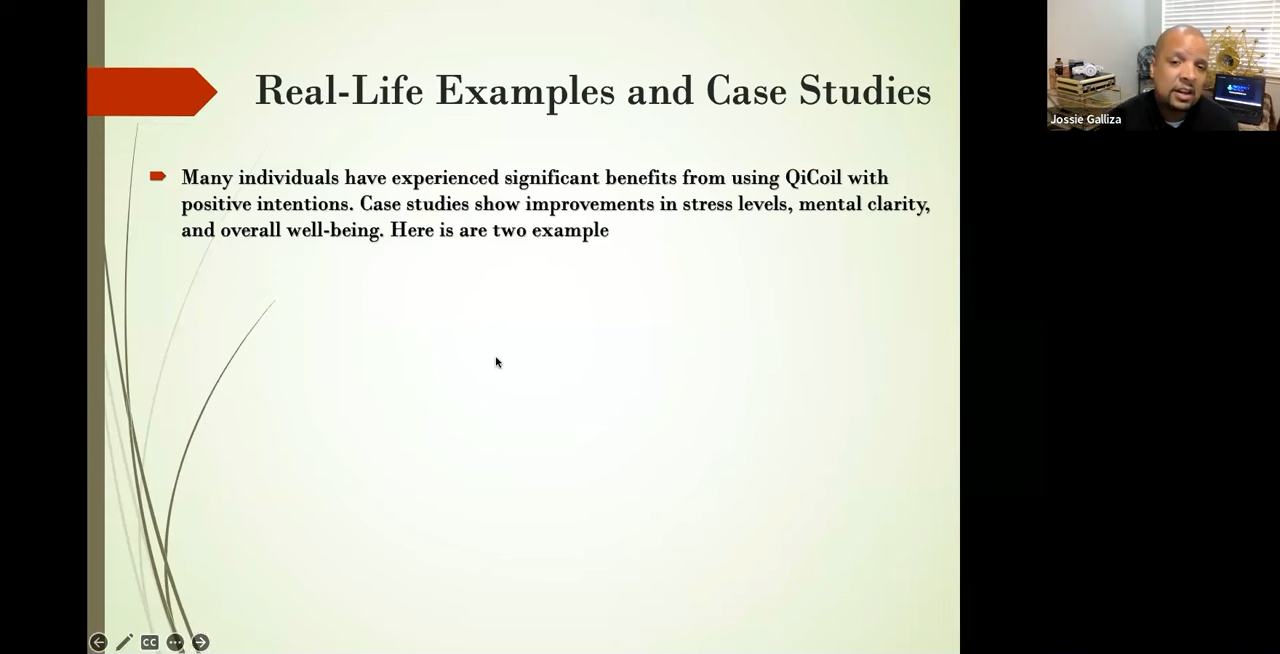 Real-Life Examples and Case Studies
Many individuals have experienced significant benefits from using QiCoil with
positive intentions. Case studies show improvements in stress levels, mental clarity,
and overall well-being. Here is are two example
Jossie Galliza
CC